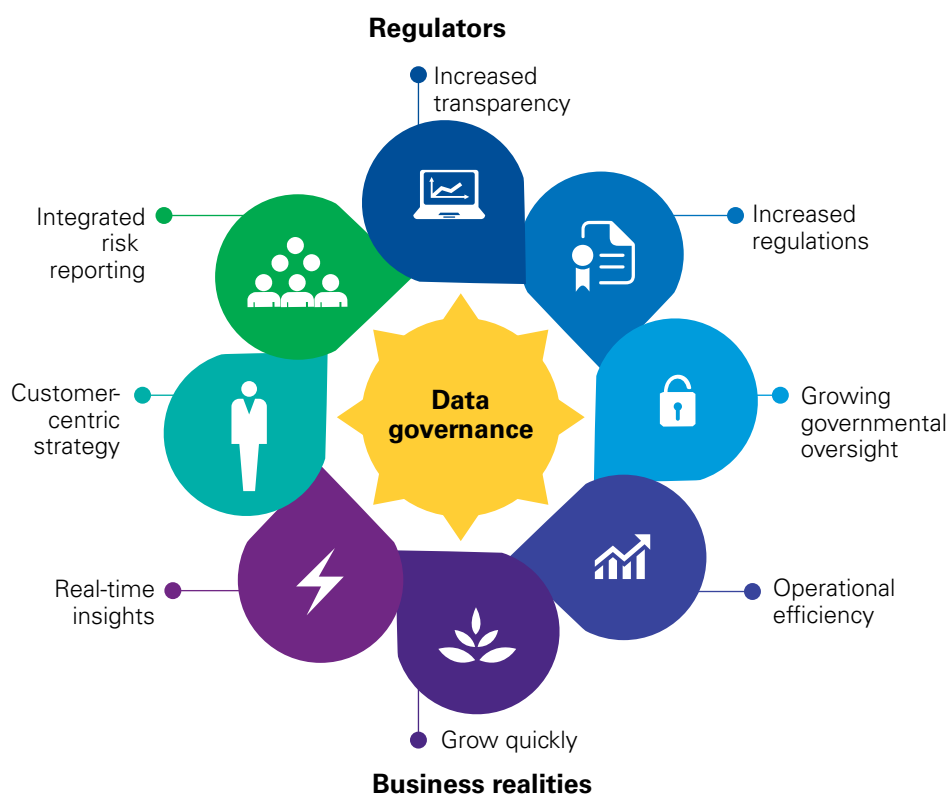 Regulators
Increased
transparency
Integrated
risk
reporting
Increased
regulations
Customer-
centric
strategy
Data
governance
Growing
governmental
oversight
Real-time
insights
Operational
efficiency
Grow quickly
Business realities